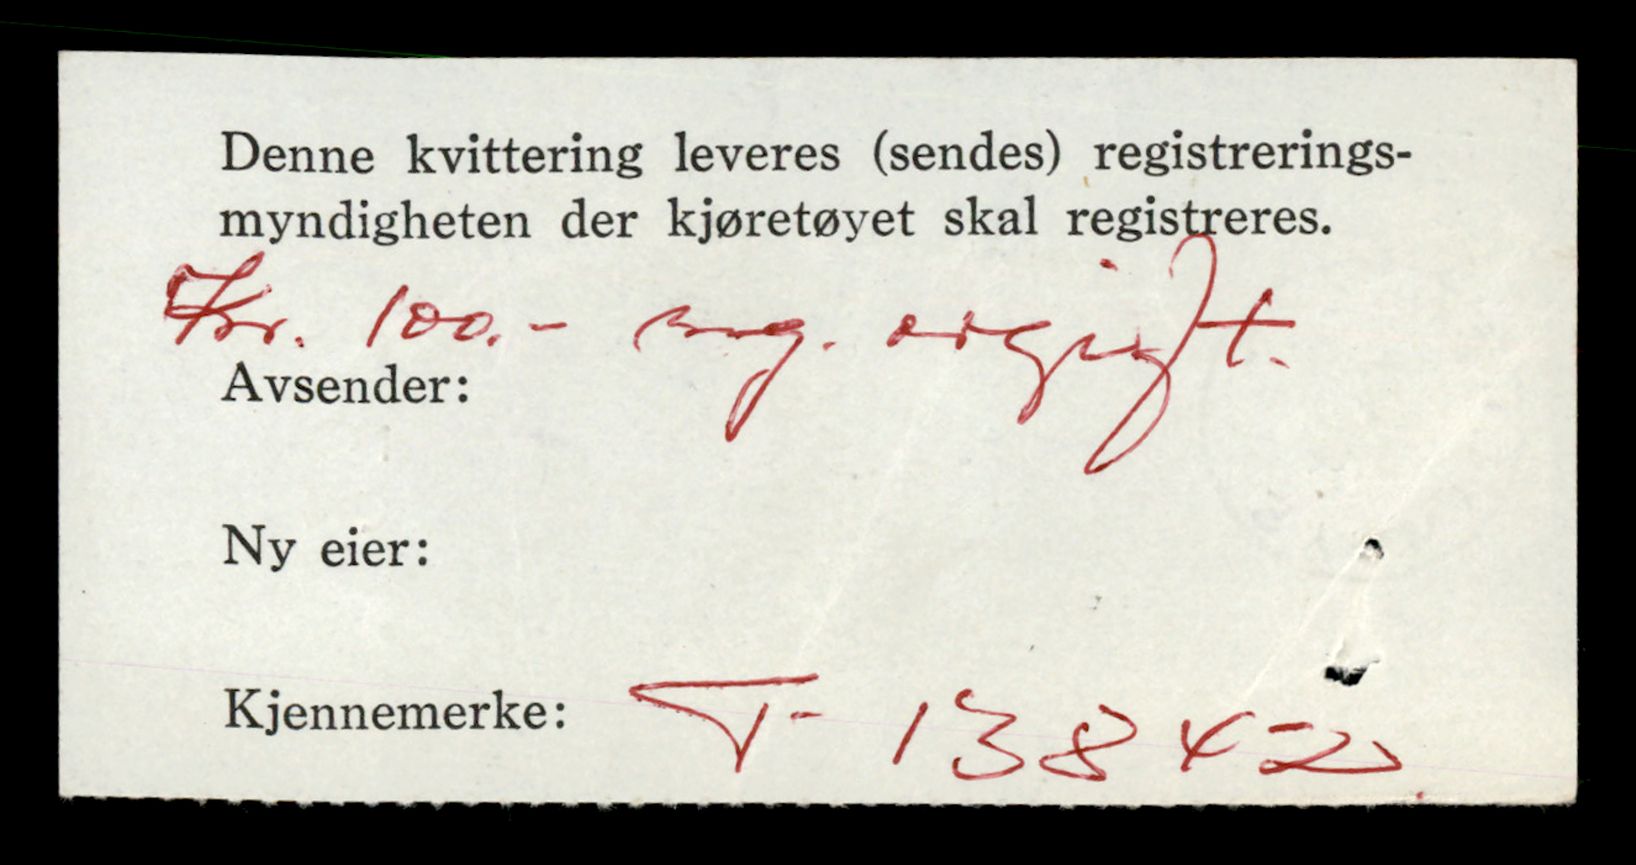 Denne kvittering leveres (sendes) registrerings-
myndigheten der kjøretøyet skal registreres.
Kr. 100.- reg. avgift.
Avsender:
Ny eier:
Kjennemerke: T- 13842